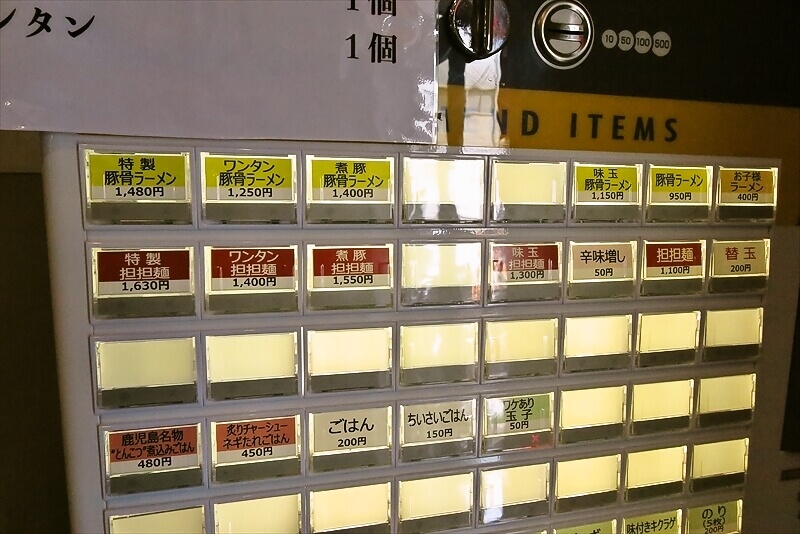 ンタン
1個
1個
10 50 100 500
ND ITEMS
特製
豚骨ラーメン
1,480円
ワンタン
豚骨ラーメン
1,250円
煮豚
豚骨ラーメン
1,400円
味玉
豚骨ラーメン
1,150円
豚骨ラーメン
950円
お子様
ラーメン
400円
特製
担担麺
1,630円
ワンタン
担担麺
1,400円
煮豚
担担麺
1,550円
味玉
担担麺
1,300円
辛味増し
50円
担担麺
1,100円
替玉
200円
鹿児島名物
"とんこつ"煮込みごはん
480円
炙りチャーシュー
ネギたれごはん
450円
ごはん
200円
ちいさいごはん
150円
ワケあり
玉子
50円
味付きキクラゲ
のり
(5枚)
200円